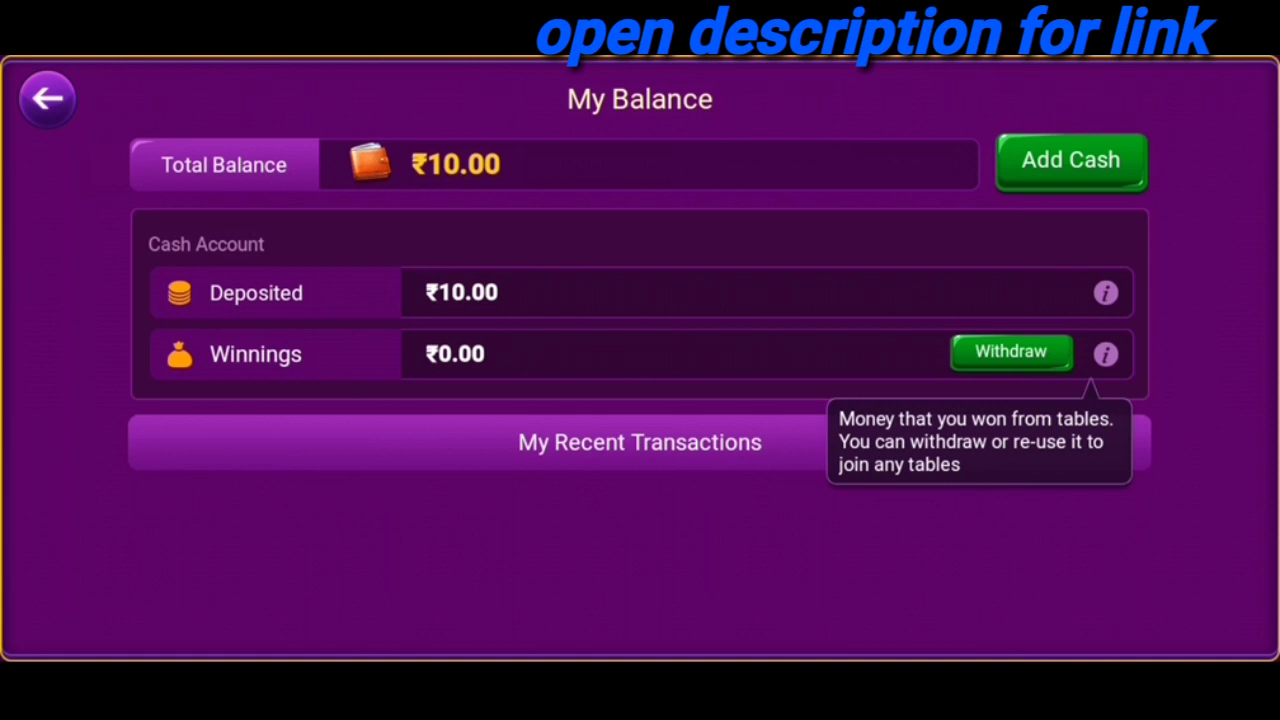 open description for link
My Balance
Total Balance
₹10.00
Add Cash
Cash Account
Deposited
₹10.00
i
Winnings
₹0.00
Withdraw
i
My Recent Transactions
Money that you won from tables.
You can withdraw or re-use it to
join any tables